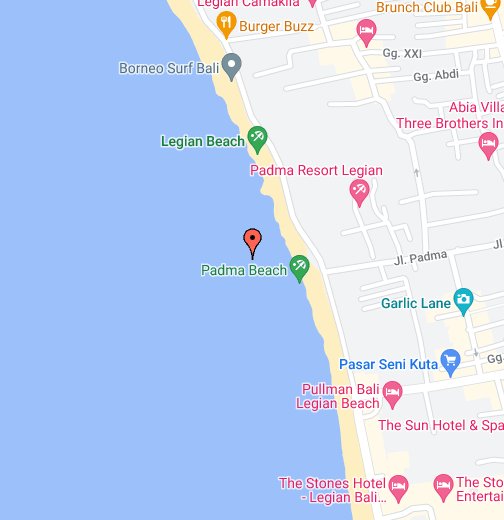 Legian Camakila
Brunch Club Bali
Burger Buzz
Gg. XXI
Borneo Surf Bali
Gg. Abdi
Abia Villa
Three Brothers In
Legian Beach
Padma Resort Legian
Jl. Padma
Jl.
Padma Beach
Garlic Lane
Pasar Seni Kuta
Gg.
Pullman Bali
Legian Beach
The Sun Hotel & Spa
The Stones Hotel
- Legian Bali...
The Sto
Entertai